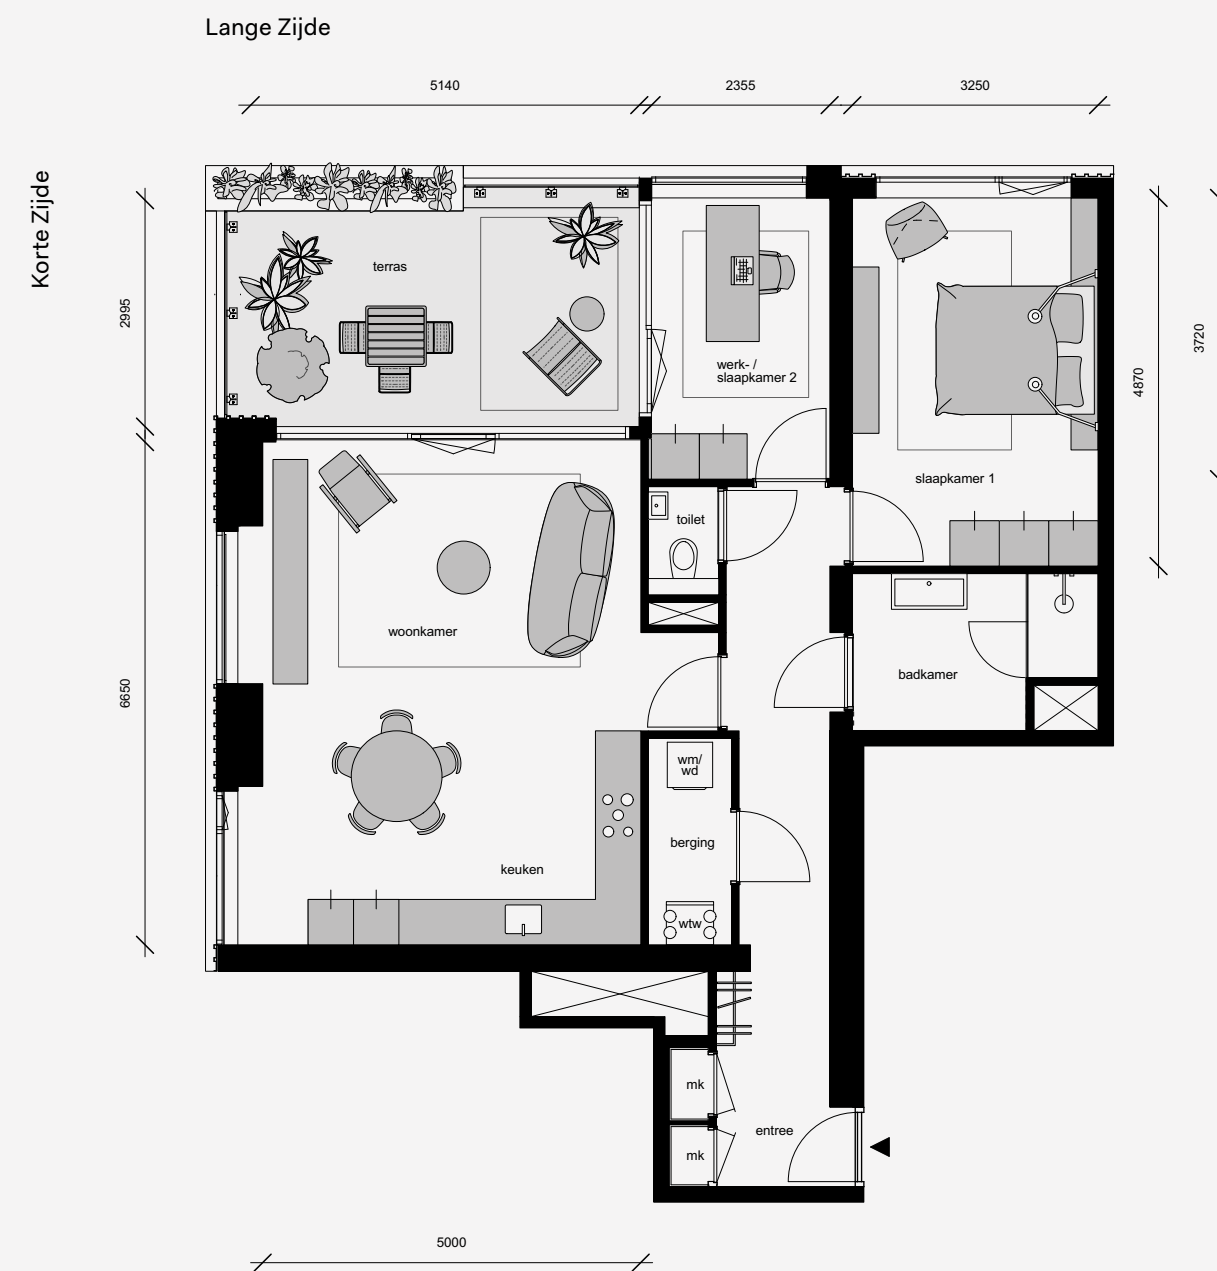 Lange Zijde
5140
2355
3250
Korte Zijde
2995
terras
werk- /
slaapkamer 2
3720
4870
slaapkamer 1
toilet
woonkamer
badkamer
6650
wm/
wd
berging
keuken
wtw
mk
entree
mk
5000